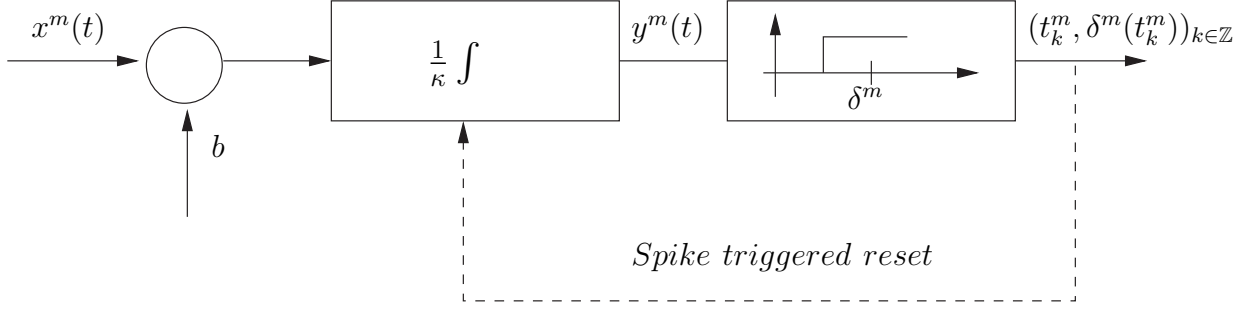 x^m(t)
y^m(t)
(t_k^m, δ^m(t_k^m))_{k∈ℤ}
1/κ ∫
δ^m
b
Spike triggered reset